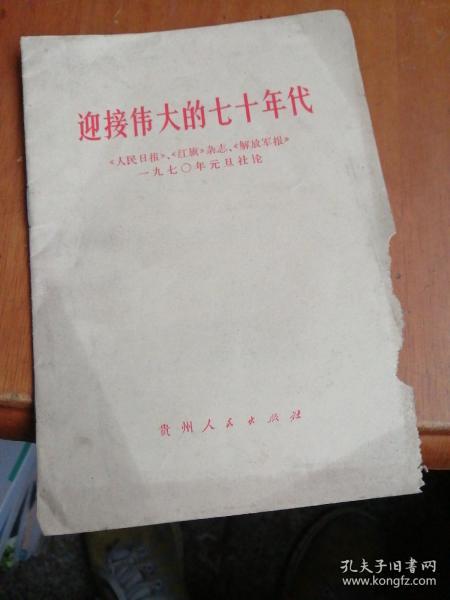 迎接伟大的七十年代
《人民日报》、《红旗》杂志、《解放军报》
一九七〇年元旦社论
贵州人民出版社
孔夫子旧书网
www.kongfz.com